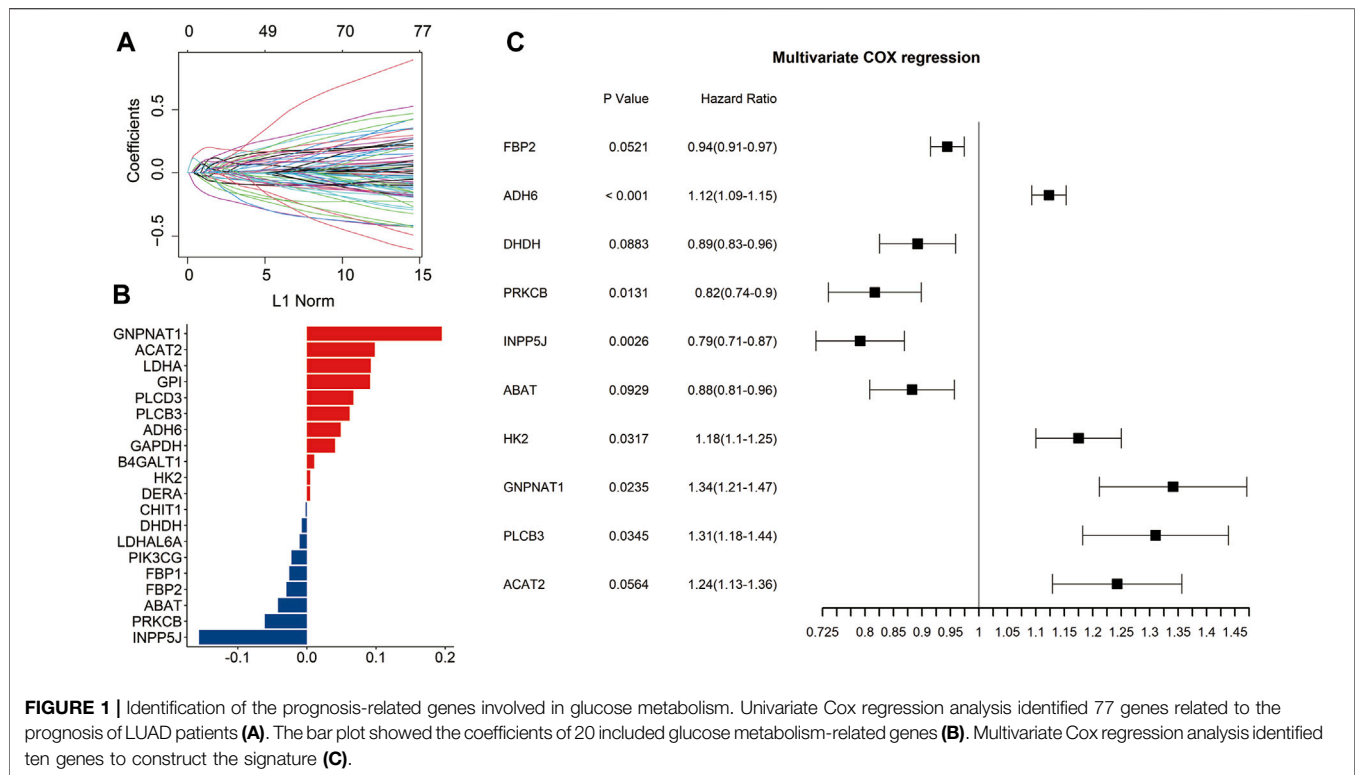 A
0 49 70 77
Coefficients
0.5
0.0
−0.5
0 5 10 15
L1 Norm
B
GNPNAT1
ACAT2
LDHA
GPI
PLCD3
PLCB3
ADH6
GAPDH
B4GALT1
HK2
DERA
CHIT1
DHDH
LDHAL6A
PIK3CG
FBP1
FBP2
ABAT
PRKCB
INPP5J
-0.1 0.0 0.1 0.2
C
Multivariate COX regression
P Value Hazard Ratio
FBP2 0.0521 0.94(0.91-0.97)
ADH6 < 0.001 1.12(1.09-1.15)
DHDH 0.0883 0.89(0.83-0.96)
PRKCB 0.0131 0.82(0.74-0.9)
INPP5J 0.0026 0.79(0.71-0.87)
ABAT 0.0929 0.88(0.81-0.96)
HK2 0.0317 1.18(1.1-1.25)
GNPNAT1 0.0235 1.34(1.21-1.47)
PLCB3 0.0345 1.31(1.18-1.44)
ACAT2 0.0564 1.24(1.13-1.36)
0.725 0.8 0.85 0.9 0.95 1 1.05 1.1 1.15 1.2 1.25 1.3 1.35 1.4 1.45
FIGURE 1 | Identification of the prognosis-related genes involved in glucose metabolism. Univariate Cox regression analysis identified 77 genes related to the
prognosis of LUAD patients (A). The bar plot showed the coefficients of 20 included glucose metabolism-related genes (B). Multivariate Cox regression analysis identified
ten genes to construct the signature (C).